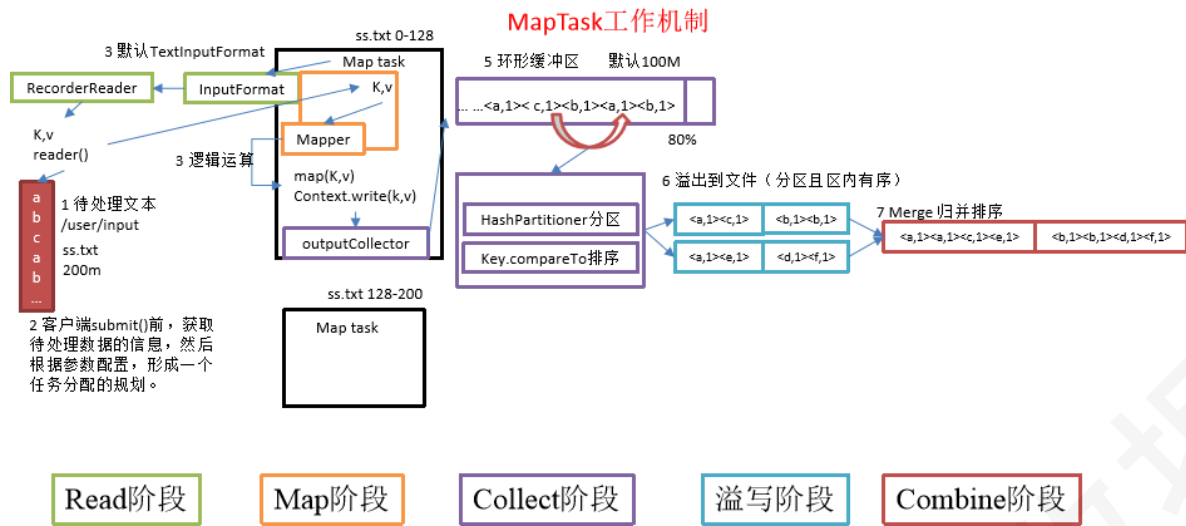 MapTask工作机制
ss.txt 0-128
3 默认TextInputFormat
Map task
5 环形缓冲区 默认100M
RecorderReader
InputFormat
K,v
... ...<a,1>< c,1><b,1><a,1><b,1>
80%
K,v
reader()
Mapper
3 逻辑运算
map(K,v)
Context.write(k,v)
outputCollector
a
b
c
a
b
...
1 待处理文本
/user/input
ss.txt
200m
2 客户端submit()前，获取
待处理数据的信息，然后
根据参数配置，形成一个
任务分配的规划。
ss.txt 128-200
Map task
HashPartitioner分区
Key.compareTo排序
6 溢出到文件（分区且区内有序）
<a,1><c,1>
<b,1><b,1>
<a,1><e,1>
<d,1><f,1>
7 Merge 归并排序
<a,1><a,1><c,1><e,1>
<b,1><b,1><d,1><f,1>
Read阶段
Map阶段
Collect阶段
溢写阶段
Combine阶段